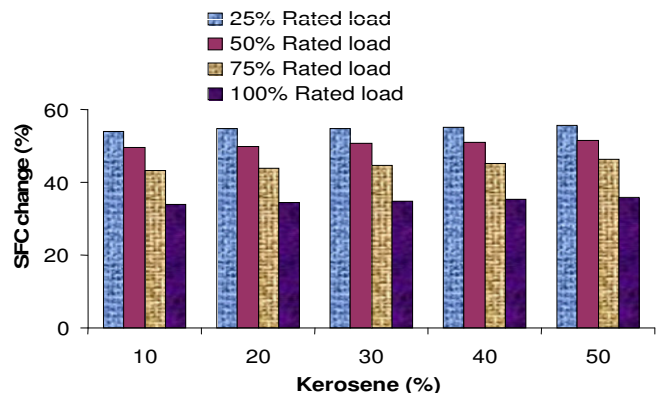 25% Rated load
50% Rated load
75% Rated load
100% Rated load
60
40
20
0
SFC change (%)
10 20 30 40 50
Kerosene (%)